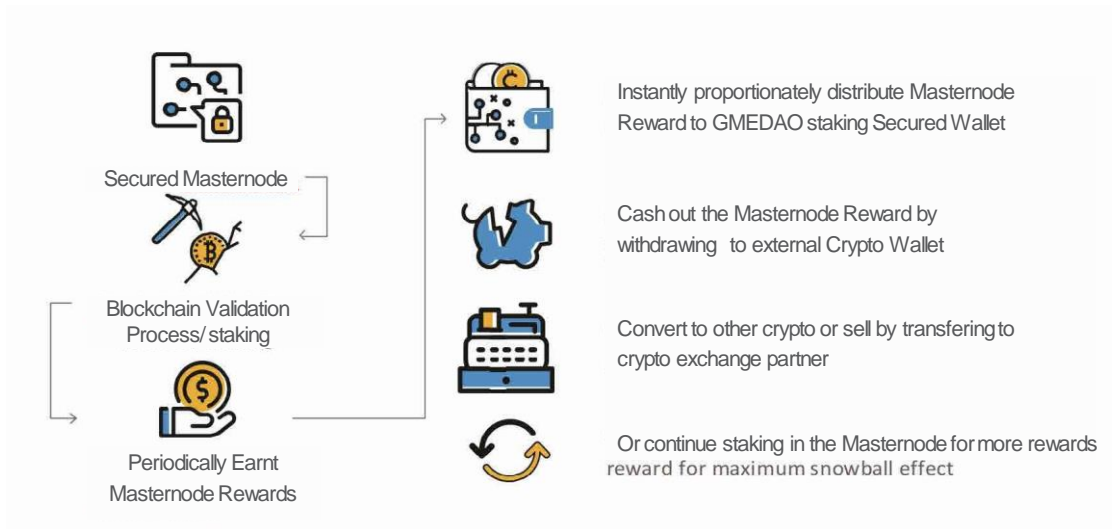 Secured Masternode
Blockchain Validation
Process/ staking
Periodically Earnt
Masternode Rewards
Instantly proportionately distribute Masternode
Reward to GMEDAO staking Secured Wallet
Cash out the Masternode Reward by
withdrawing to external Crypto Wallet
Convert to other crypto or sell by transfering to
crypto exchange partner
Or continue staking in the Masternode for more rewards
reward for maximum snowball effect